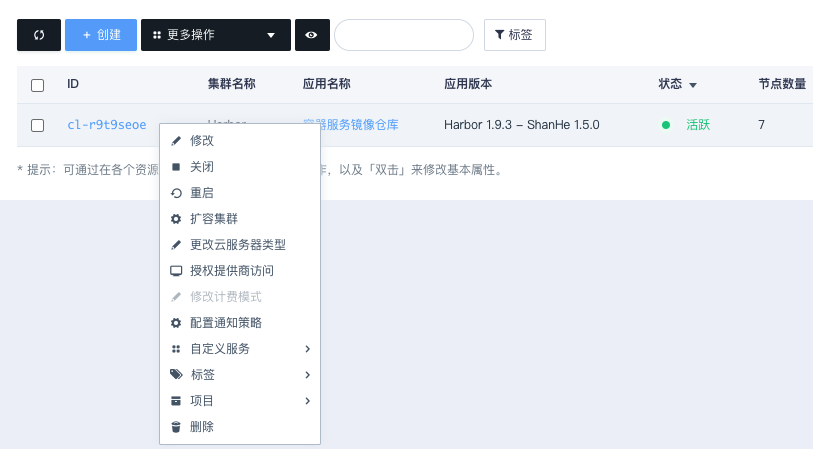 + 创建 更多操作 标签
ID 集群名称 应用名称 应用版本 状态 节点数量
cl-r9t9seoe Harbor 容器服务镜像仓库 Harbor 1.9.3 – ShanHe 1.5.0 活跃 7
* 提示：可通过在各个资源 作，以及「双击」来修改基本属性。
修改
关闭
重启
扩容集群
更改云服务器类型
授权提供商访问
修改计费模式
配置通知策略
自定义服务
标签
项目
删除